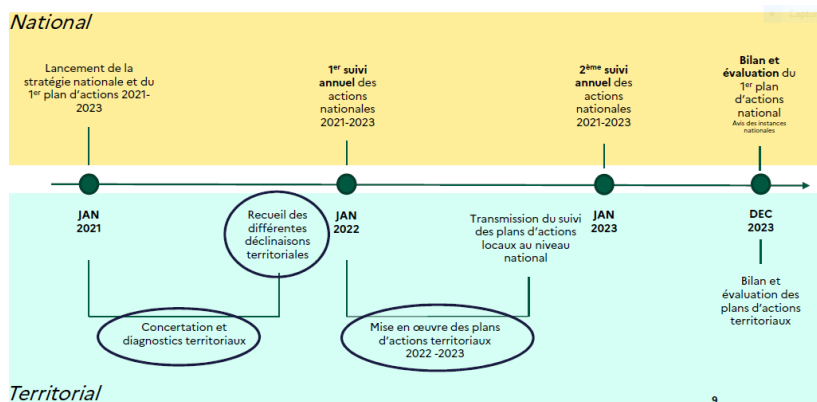 National
Lancement de la
stratégie nationale et du
1er plan d'actions 2021-
2023
1er suivi
annuel des
actions
nationales
2021-2023
2ème suivi
annuel des
actions
nationales
2021-2023
Bilan et
évaluation du
1er plan
d'actions
national
Avis des instances
nationales
JAN
2021
Recueil des
différentes
déclinaisons
territoriales
JAN
2022
Transmission du suivi
des plans d'actions
locaux au niveau
national
JAN
2023
DEC
2023
Concertation et
diagnostics territoriaux
Mise en œuvre des plans
d'actions territoriaux
2022 -2023
Bilan et
évaluation des
plans d'actions
territoriaux
Territorial
9